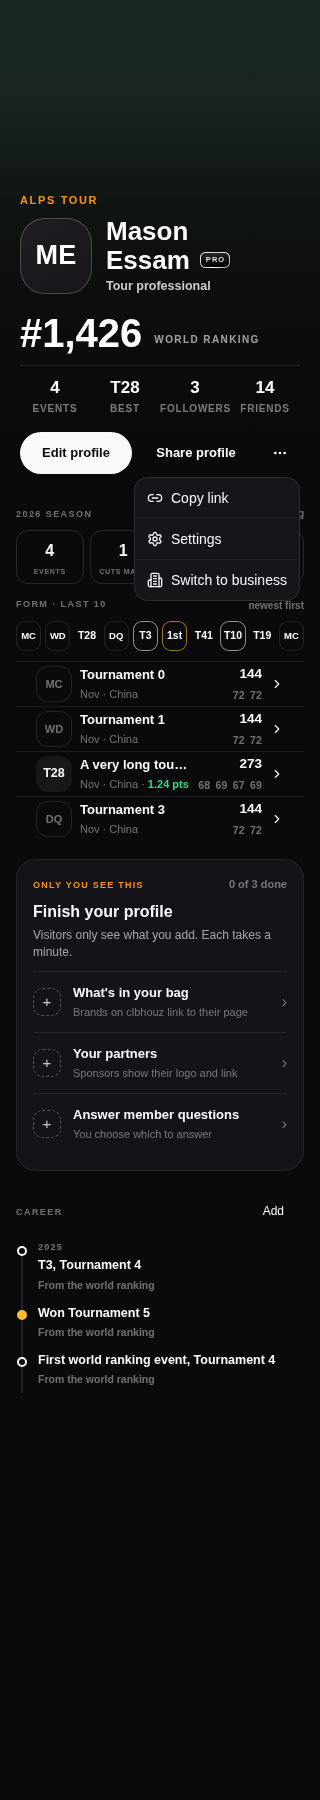 ALPS TOUR
ME
Mason
Essam PRO
Tour professional
#1,426 WORLD RANKING
4 T28 3 14
EVENTS BEST FOLLOWERS FRIENDS
Edit profile Share profile ···
Copy link
2026 SEASON
Settings
4 1
EVENTS CUTS MA
Switch to business
FORM · LAST 10 newest first
MC WD T28 DQ T3 1st T41 T10 T19 MC
MC Tournament 0 144
Nov · China 72 72
WD Tournament 1 144
Nov · China 72 72
T28 A very long tou... 273
Nov · China · 1.24 pts 68 69 67 69
DQ Tournament 3 144
Nov · China 72 72
ONLY YOU SEE THIS 0 of 3 done
Finish your profile
Visitors only see what you add. Each takes a
minute.
What's in your bag
Brands on clbhouz link to their page
Your partners
Sponsors show their logo and link
Answer member questions
You choose which to answer
CAREER Add
2025
T3, Tournament 4
From the world ranking
Won Tournament 5
From the world ranking
First world ranking event, Tournament 4
From the world ranking